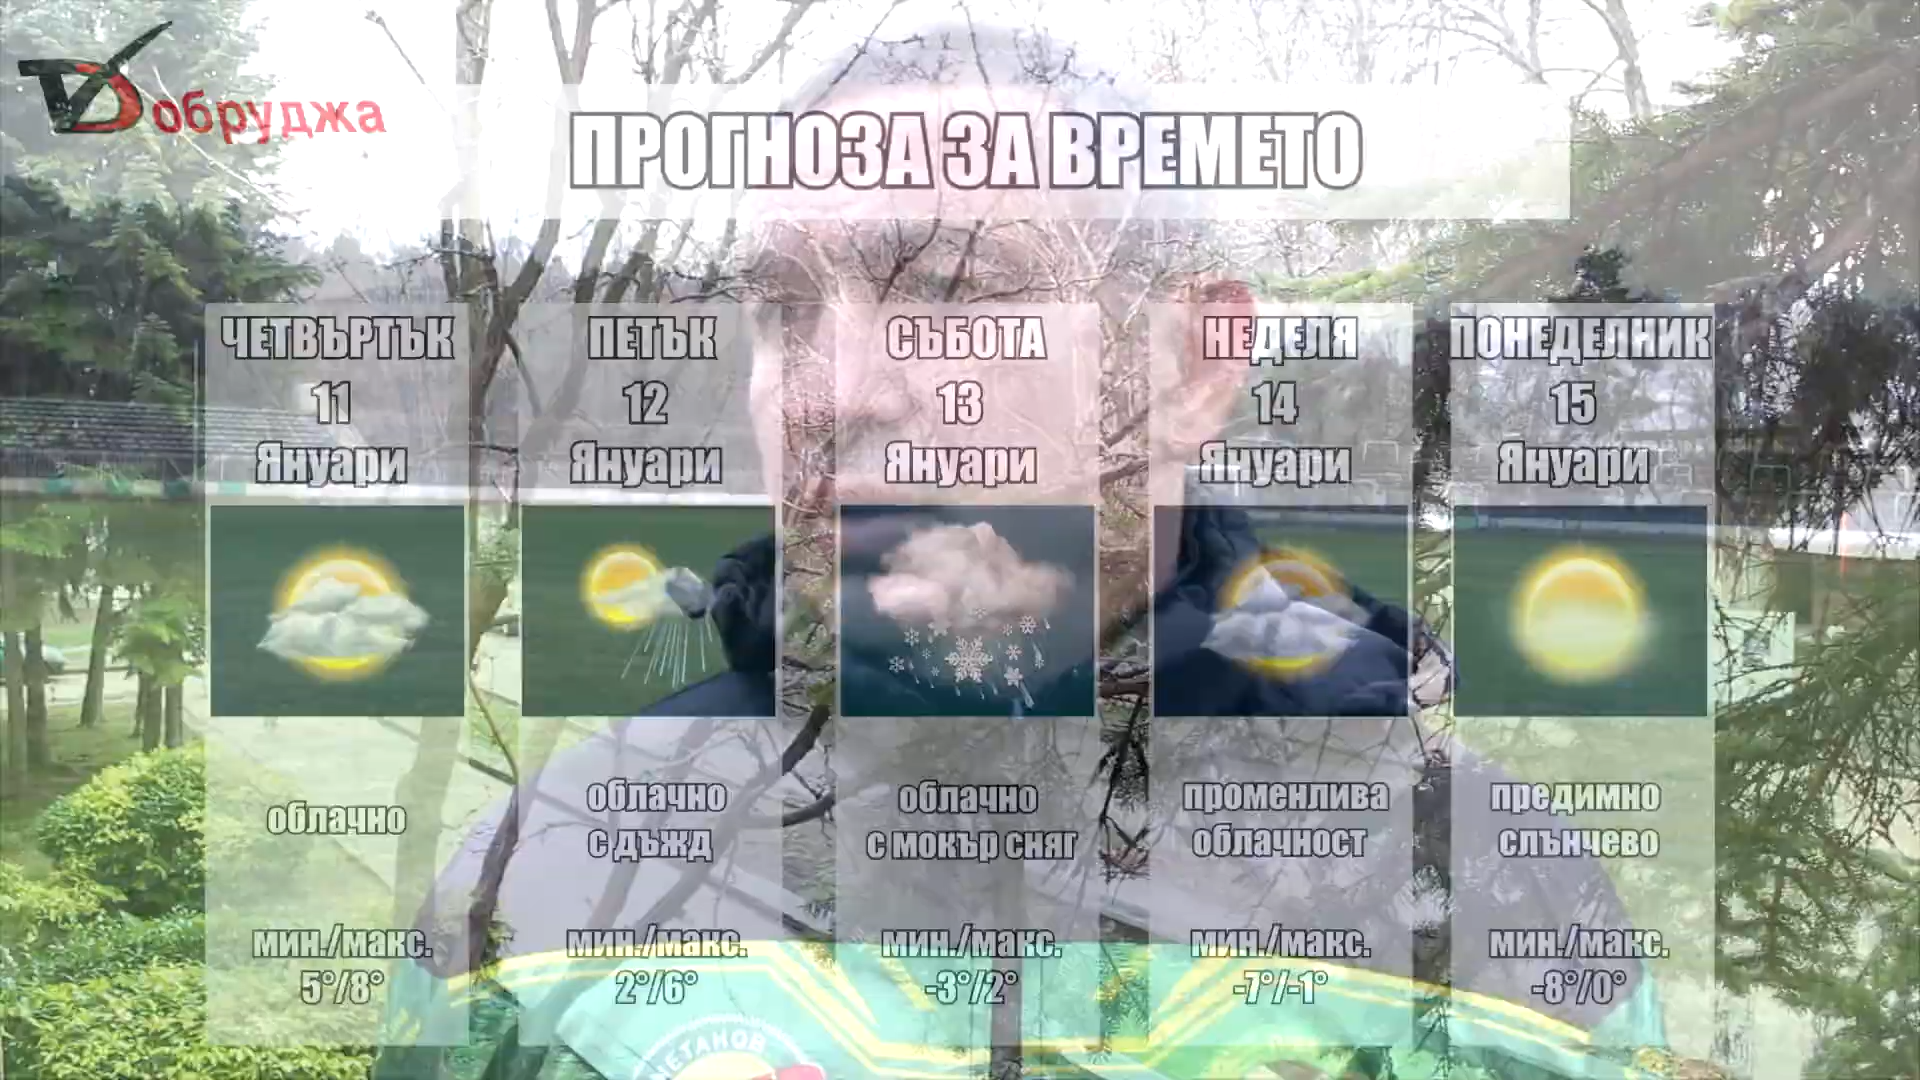 Добруджа
ПРОГНОЗА ЗА ВРЕМЕТО
ЧЕТВЪРТЪК
11
Януари
облачно
мин./макс.
5°/8°
ПЕТЪК
12
Януари
облачно
с дъжд
мин./макс.
2°/6°
СЪБОТА
13
Януари
облачно
с мокър сняг
мин./макс.
-3°/2°
НЕДЕЛЯ
14
Януари
променлива
облачност
мин./макс.
-7°/-1°
ПОНЕДЕЛНИК
15
Януари
предимно
слънчево
мин./макс.
-8°/0°